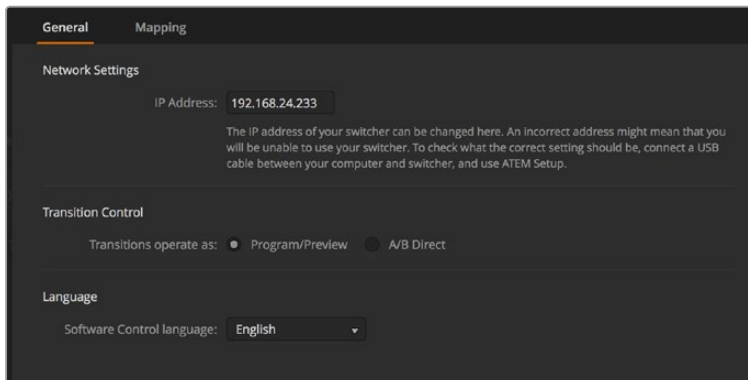 General Mapping
Network Settings
IP Address: 192.168.24.233
The IP address of your switcher can be changed here. An incorrect address might mean that you
will be unable to use your switcher. To check what the correct setting should be, connect a USB
cable between your computer and switcher, and use ATEM Setup.
Transition Control
Transitions operate as: Program/Preview A/B Direct
Language
Software Control language: English